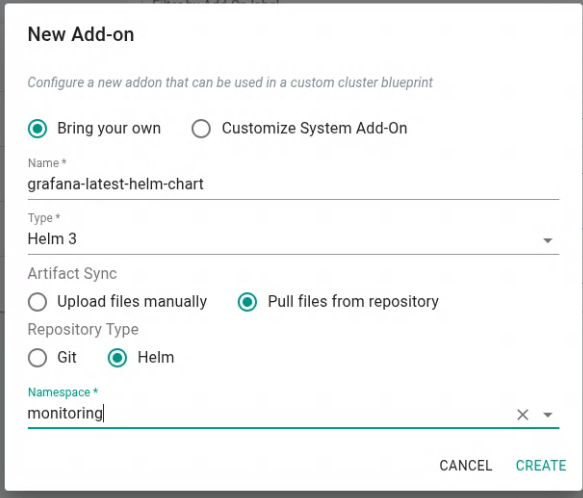 New Add-on
Configure a new addon that can be used in a custom cluster blueprint
Bring your own Customize System Add-On
Name *
grafana-latest-helm-chart
Type *
Helm 3
Artifact Sync
Upload files manually Pull files from repository
Repository Type
Git Helm
Namespace *
monitoring
CANCEL CREATE